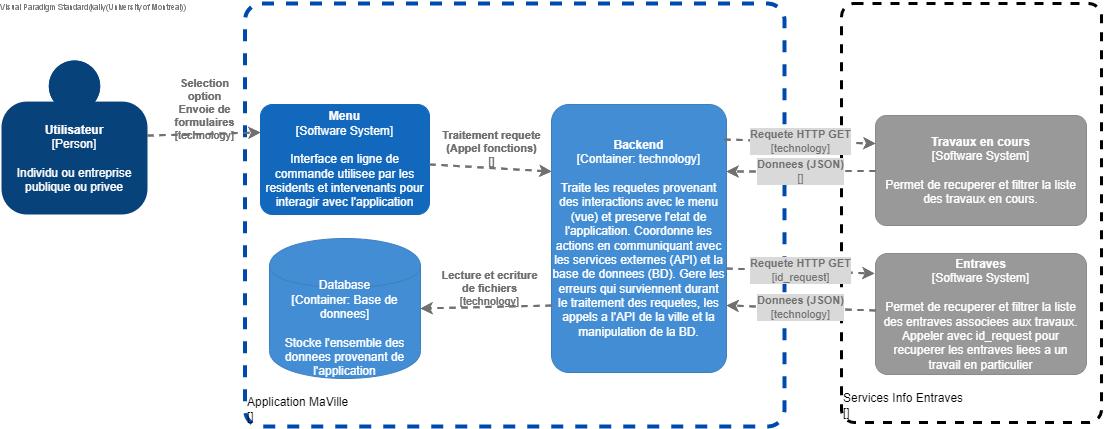 Visual Paradigm Standard(kally(University of Montreal))
Utilisateur
[Person]
Individu ou entreprise
publique ou privee
Selection
option
Envoie de
formulaires
[technology]
Menu
[Software System]
Interface en ligne de
commande utilisee par les
residents et intervenants pour
interagir avec l'application
Traitement requete
(Appel fonctions)
[]
Database
[Container: Base de
donnees]
Stocke l'ensemble des
donnees provenant de
l'application
Lecture et ecriture
de fichiers
[technology]
Backend
[Container: technology]
Traite les requetes provenant
des interactions avec le menu
(vue) et preserve l'etat de
l'application. Coordonne les
actions en communiquant avec
les services externes (API) et la
base de donnees (BD). Gere les
erreurs qui surviennent durant
le traitement des requetes, les
appels a l'API de la ville et la
manipulation de la BD.
Application MaVille
[]
Requete HTTP GET
[technology]
Donnees (JSON)
[]
Requete HTTP GET
[id_request]
Donnees (JSON)
[technology]
Travaux en cours
[Software System]
Permet de recuperer et filtrer la liste
des travaux en cours.
Entraves
[Software System]
Permet de recuperer et filtrer la liste
des entraves associees aux travaux.
Appeler avec id_request pour
recuperer les entraves liees a un
travail en particulier
Services Info Entraves
[]